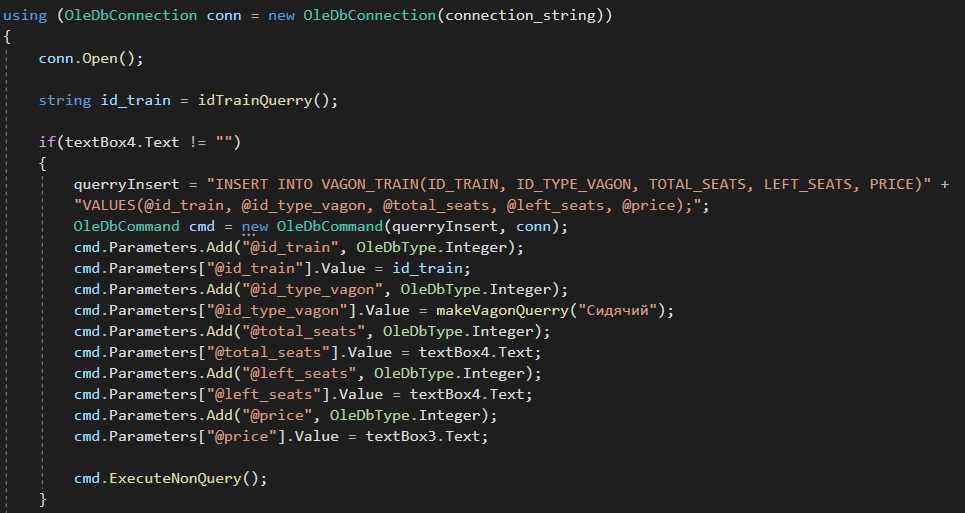 using (OleDbConnection conn = new OleDbConnection(connection_string))
{
conn.Open();
string id_train = idTrainQuerry();
if(textBox4.Text != "")
{
querryInsert = "INSERT INTO VAGON_TRAIN(ID_TRAIN, ID_TYPE_VAGON, TOTAL_SEATS, LEFT_SEATS, PRICE)" +
"VALUES(@id_train, @id_type_vagon, @total_seats, @left_seats, @price);";
OleDbCommand cmd = new OleDbCommand(querryInsert, conn);
cmd.Parameters.Add("@id_train", OleDbType.Integer);
cmd.Parameters["@id_train"].Value = id_train;
cmd.Parameters.Add("@id_type_vagon", OleDbType.Integer);
cmd.Parameters["@id_type_vagon"].Value = makeVagonQuerry("Сидячий");
cmd.Parameters.Add("@total_seats", OleDbType.Integer);
cmd.Parameters["@total_seats"].Value = textBox4.Text;
cmd.Parameters.Add("@left_seats", OleDbType.Integer);
cmd.Parameters["@left_seats"].Value = textBox4.Text;
cmd.Parameters.Add("@price", OleDbType.Integer);
cmd.Parameters["@price"].Value = textBox3.Text;
cmd.ExecuteNonQuery();
}